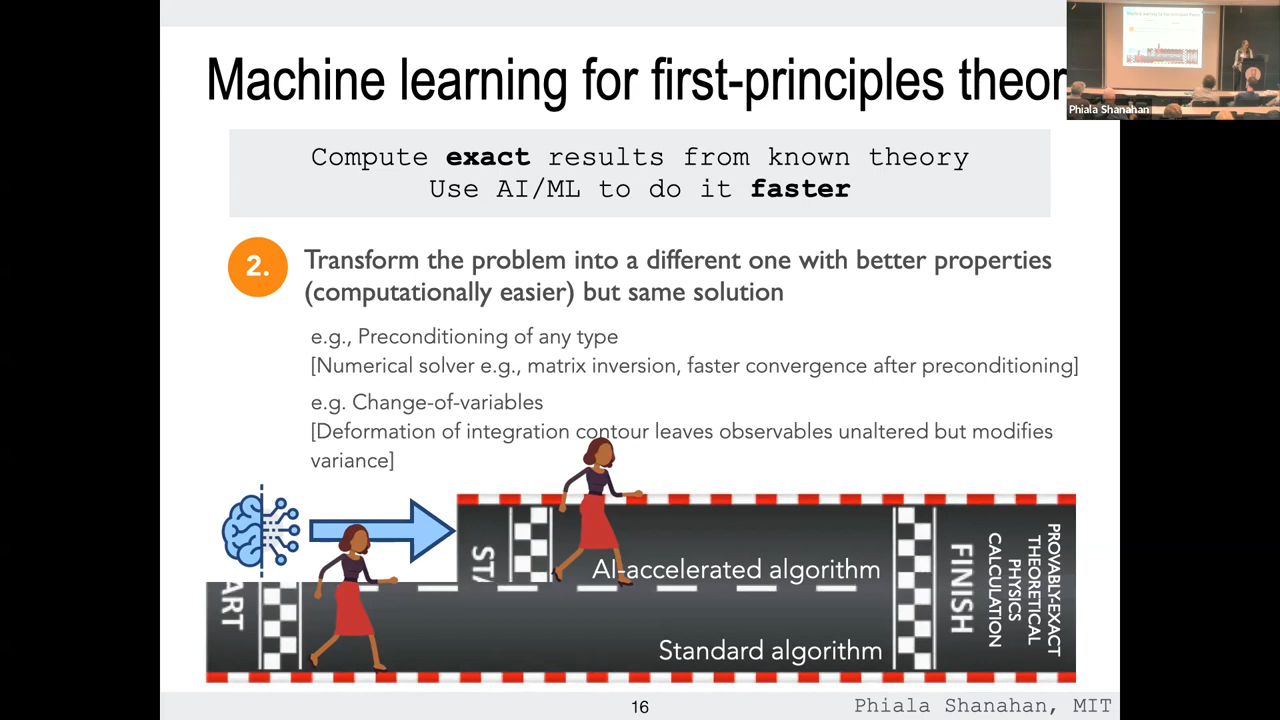 Machine learning for first-principles theor
Phiala Shanahan
Compute exact results from known theory
Use AI/ML to do it faster
2.
Transform the problem into a different one with better properties
(computationally easier) but same solution
e.g., Preconditioning of any type
[Numerical solver e.g., matrix inversion, faster convergence after preconditioning]
e.g. Change-of-variables
[Deformation of integration contour leaves observables unaltered but modifies
variance]
STA
AI-accelerated algorithm
ART
Standard algorithm
FINISH
PROVABLY-EXACT
THEORETICAL
PHYSICS
CALCULATION
16
Phiala Shanahan, MIT